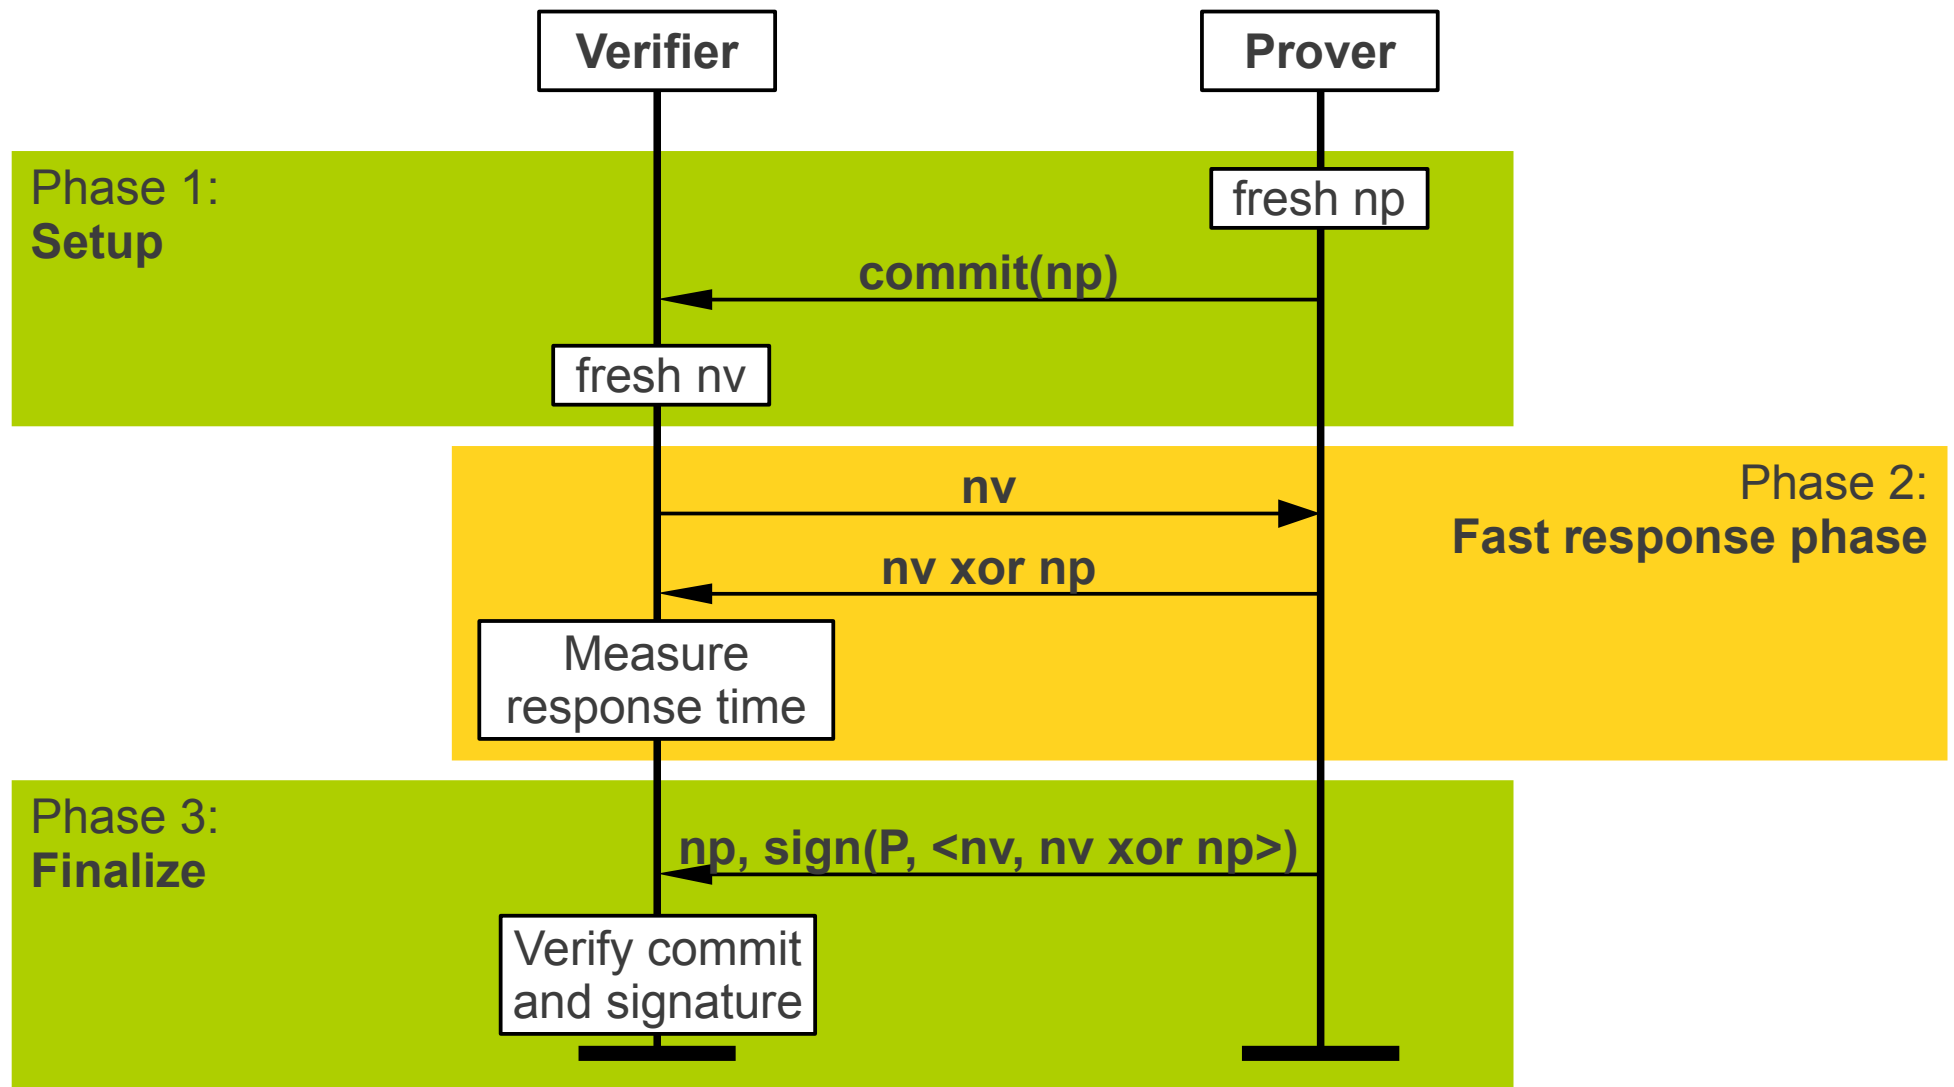 Verifier
Prover
Phase 1:
Setup
fresh np
commit(np)
fresh nv
Phase 2:
Fast response phase
nv
nv xor np
Measure
response time
Phase 3:
Finalize
np, sign(P, <nv, nv xor np>)
Verify commit
and signature